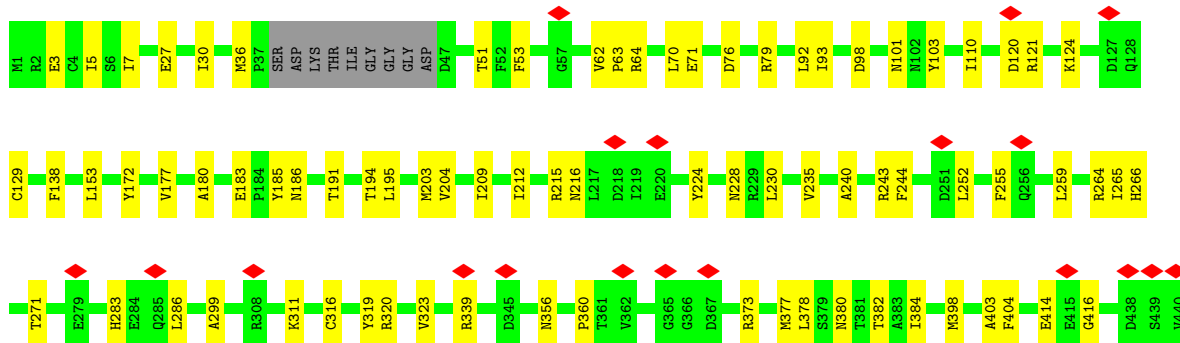 M1 R2 E3 C4 I5 S6 I7 E27 I30 M36 P37 SER ASP LYS THR ILE GLY GLY GLY ASP D47 T51 F52 F53 G57 V62 P63 R64 L70 E71 D76 R79 L92 I93 D98 N101 N102 Y103 I110 D120 R121 K124 D127 Q128
C129 F138 L153 Y172 V177 A180 E183 P184 Y185 N186 T191 T194 L195 M203 V204 I209 I212 R215 N216 L217 D218 I219 E220 Y224 N228 R229 L230 V235 A240 R243 F244 D251 L252 F255 Q256 L259 R264 I265 H266
T271 E279 H283 E284 Q285 L286 A299 R308 K311 C316 Y319 R320 V323 R339 D345 N356 P360 T361 V362 G365 G366 D367 R373 M377 L378 S379 N380 T381 T382 A383 I384 M398 A403 F404 E414 E415 G416 D438 S439 V440